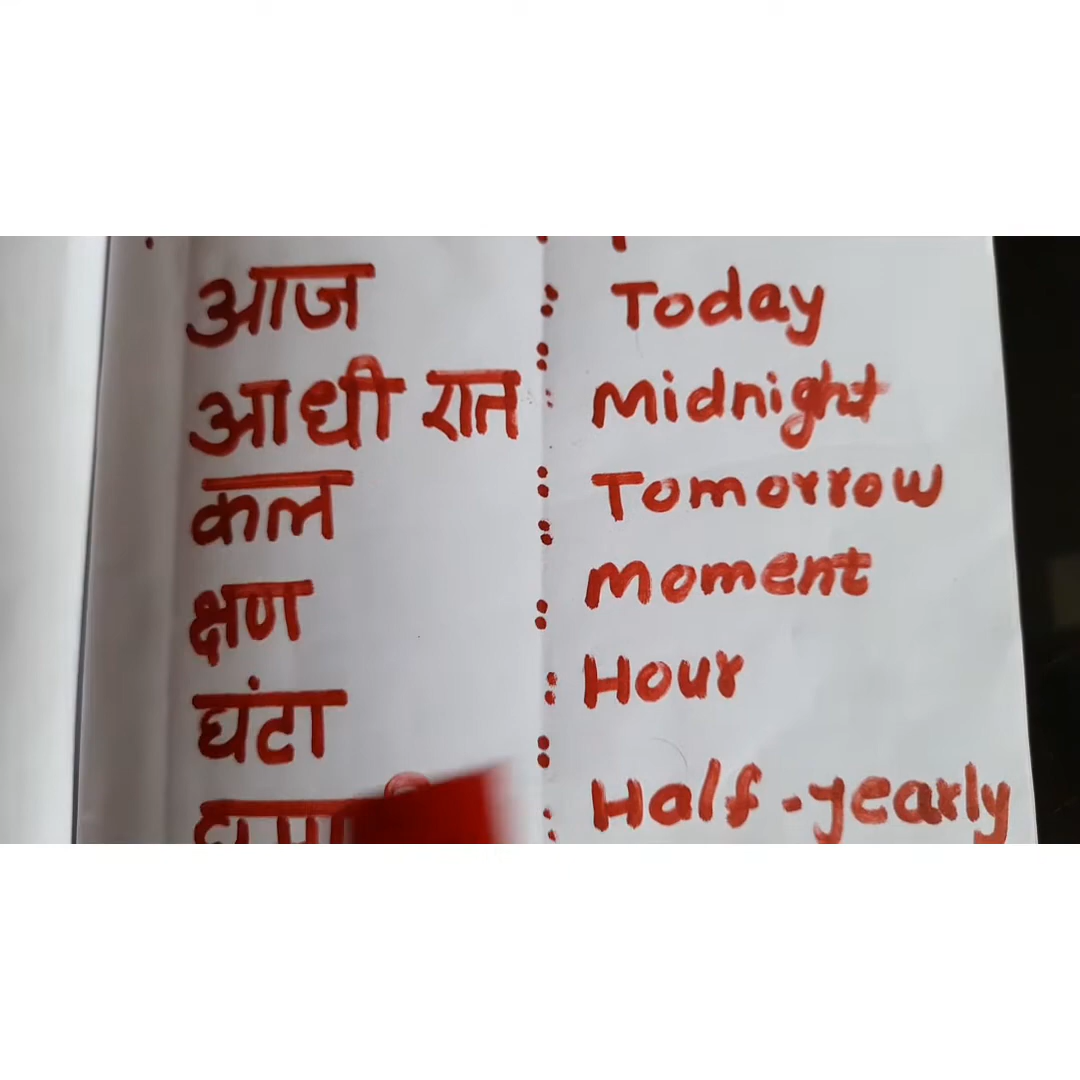 आज : Today
आधी रात : Midnight
कल : Tomorrow
क्षण : Moment
घंटा : Hour
: Half-yearly